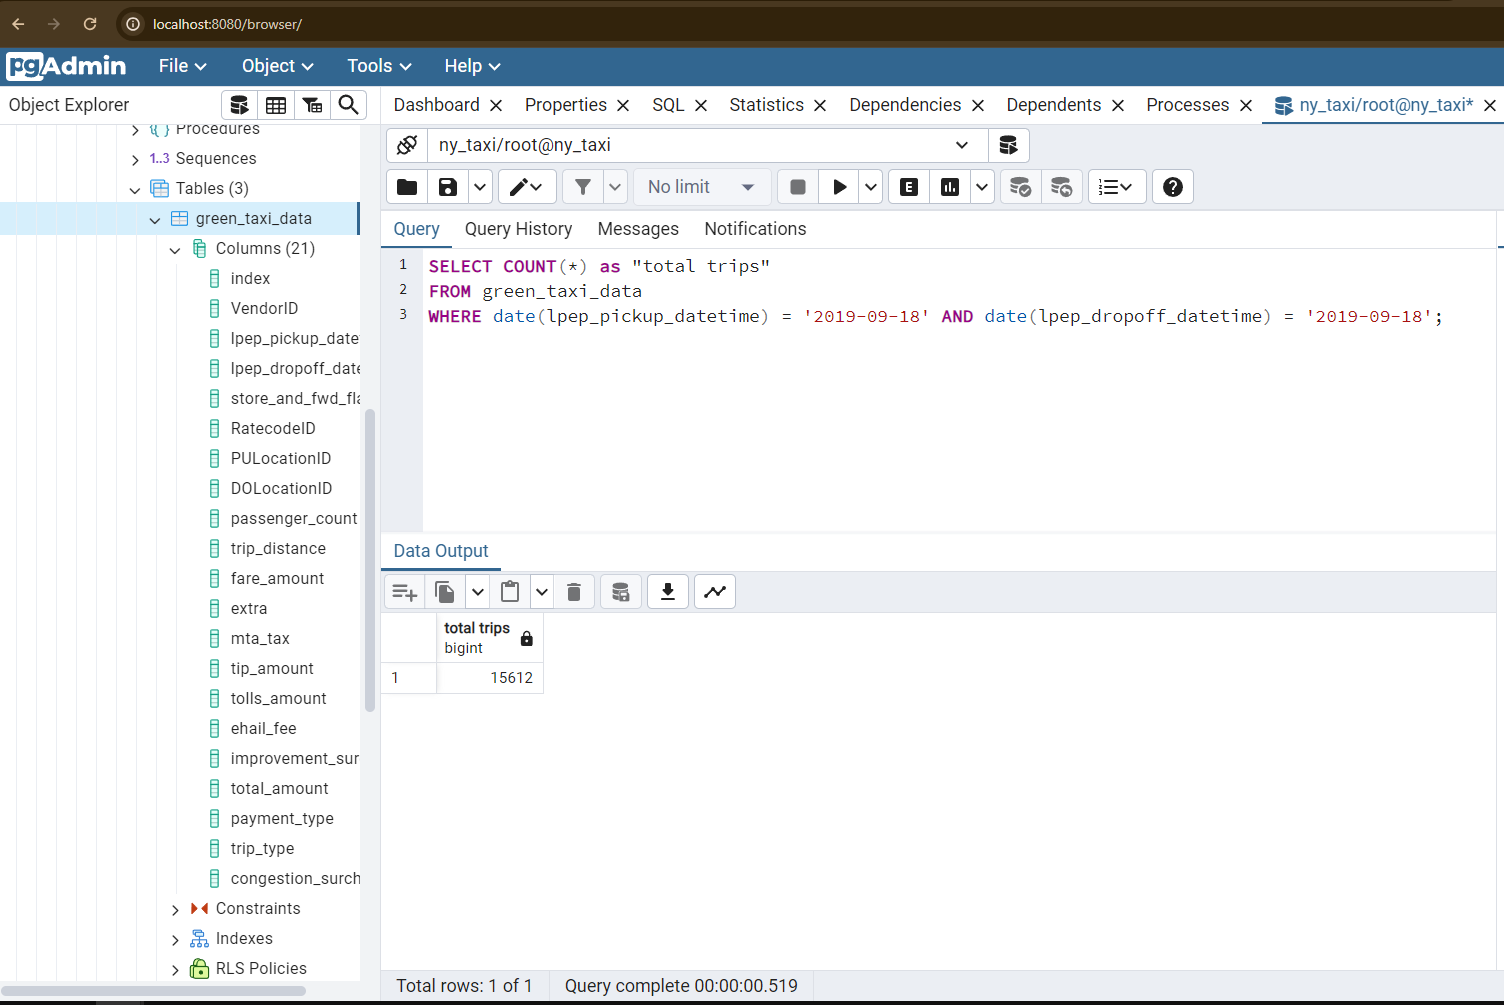 localhost:8080/browser/
pgAdmin File Object Tools Help
Object Explorer
Dashboard Properties SQL Statistics Dependencies Dependents Processes ny_taxi/root@ny_taxi*
Procedures
1..3 Sequences
Tables (3)
green_taxi_data
Columns (21)
index
VendorID
lpep_pickup_date
lpep_dropoff_date
store_and_fwd_fla
RatecodeID
PULocationID
DOLocationID
passenger_count
trip_distance
fare_amount
extra
mta_tax
tip_amount
tolls_amount
ehail_fee
improvement_sur
total_amount
payment_type
trip_type
congestion_surch
Constraints
Indexes
RLS Policies
ny_taxi/root@ny_taxi
No limit E
Query Query History Messages Notifications
1 SELECT COUNT(*) as "total trips"
2 FROM green_taxi_data
3 WHERE date(lpep_pickup_datetime) = '2019-09-18' AND date(lpep_dropoff_datetime) = '2019-09-18';
Data Output
total trips
bigint
1 15612
Total rows: 1 of 1 Query complete 00:00:00.519